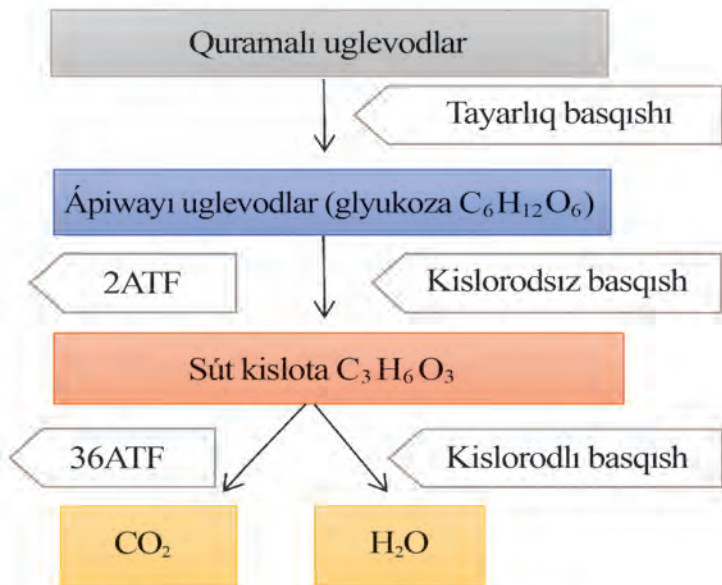 Quramalı uglevodlar
Tayarlıq basqıshı
Ápiwayı uglevodlar (glyukoza C₆H₁₂O₆)
2ATF
Kislorodsız basqısh
Sút kislota C₃H₆O₃
36ATF
Kislorodlı basqısh
CO₂
H₂O